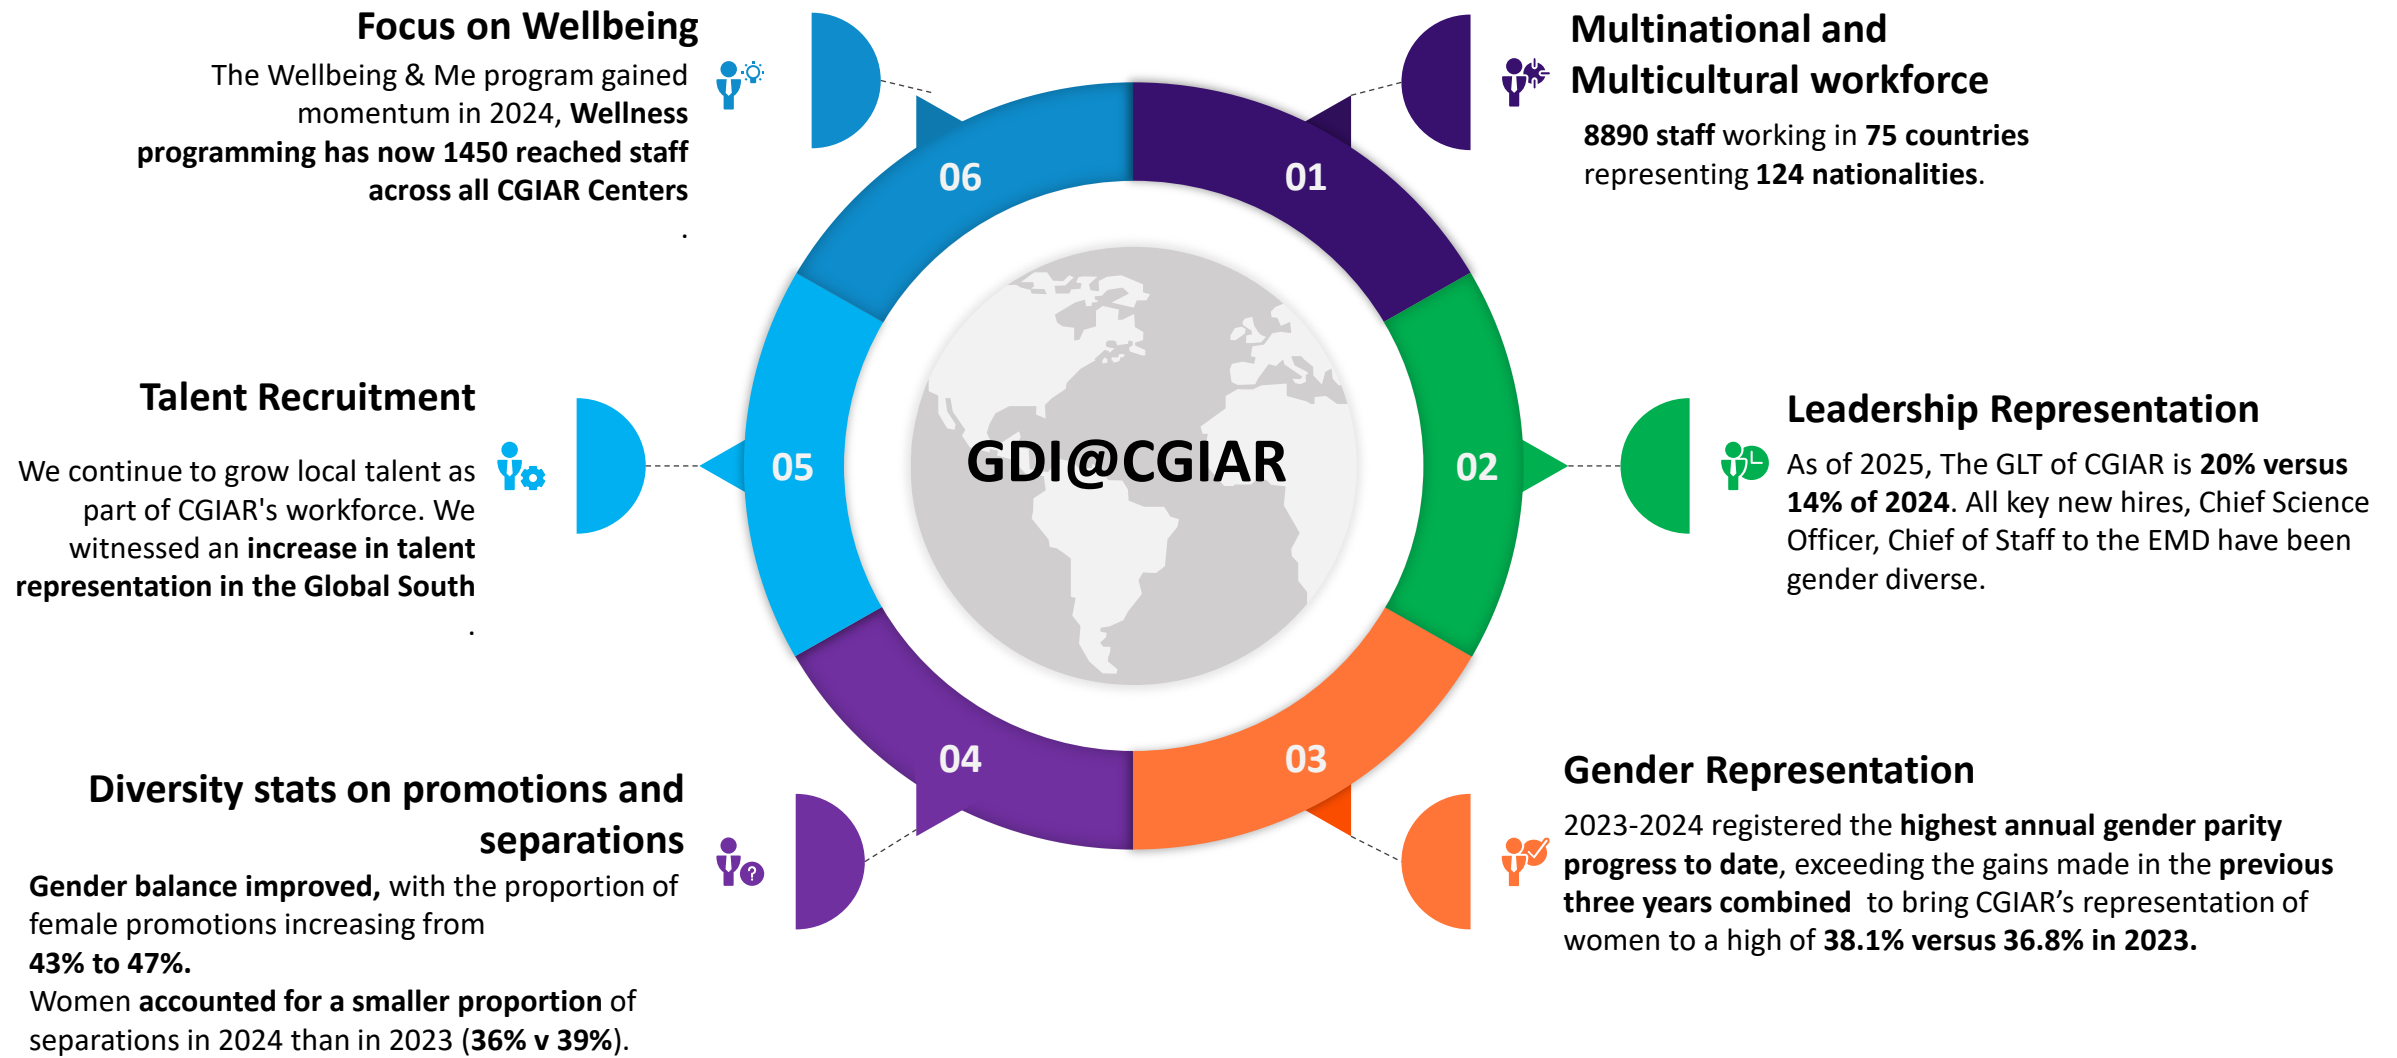 Focus on Wellbeing
The Wellbeing & Me program gained
momentum in 2024, Wellness
programming has now 1450 reached staff
across all CGIAR Centers
.
Multinational and
Multicultural workforce
8890 staff working in 75 countries
representing 124 nationalities.
06
01
Talent Recruitment
We continue to grow local talent as
part of CGIAR's workforce. We
witnessed an increase in talent
representation in the Global South
.
05
GDI@CGIAR
02
Leadership Representation
As of 2025, The GLT of CGIAR is 20% versus
14% of 2024. All key new hires, Chief Science
Officer, Chief of Staff to the EMD have been
gender diverse.
04
03
Diversity stats on promotions and
separations
Gender balance improved, with the proportion of
female promotions increasing from
43% to 47%.
Women accounted for a smaller proportion of
separations in 2024 than in 2023 (36% v 39%).
?
Gender Representation
2023-2024 registered the highest annual gender parity
progress to date, exceeding the gains made in the previous
three years combined  to bring CGIAR’s representation of
women to a high of 38.1% versus 36.8% in 2023.